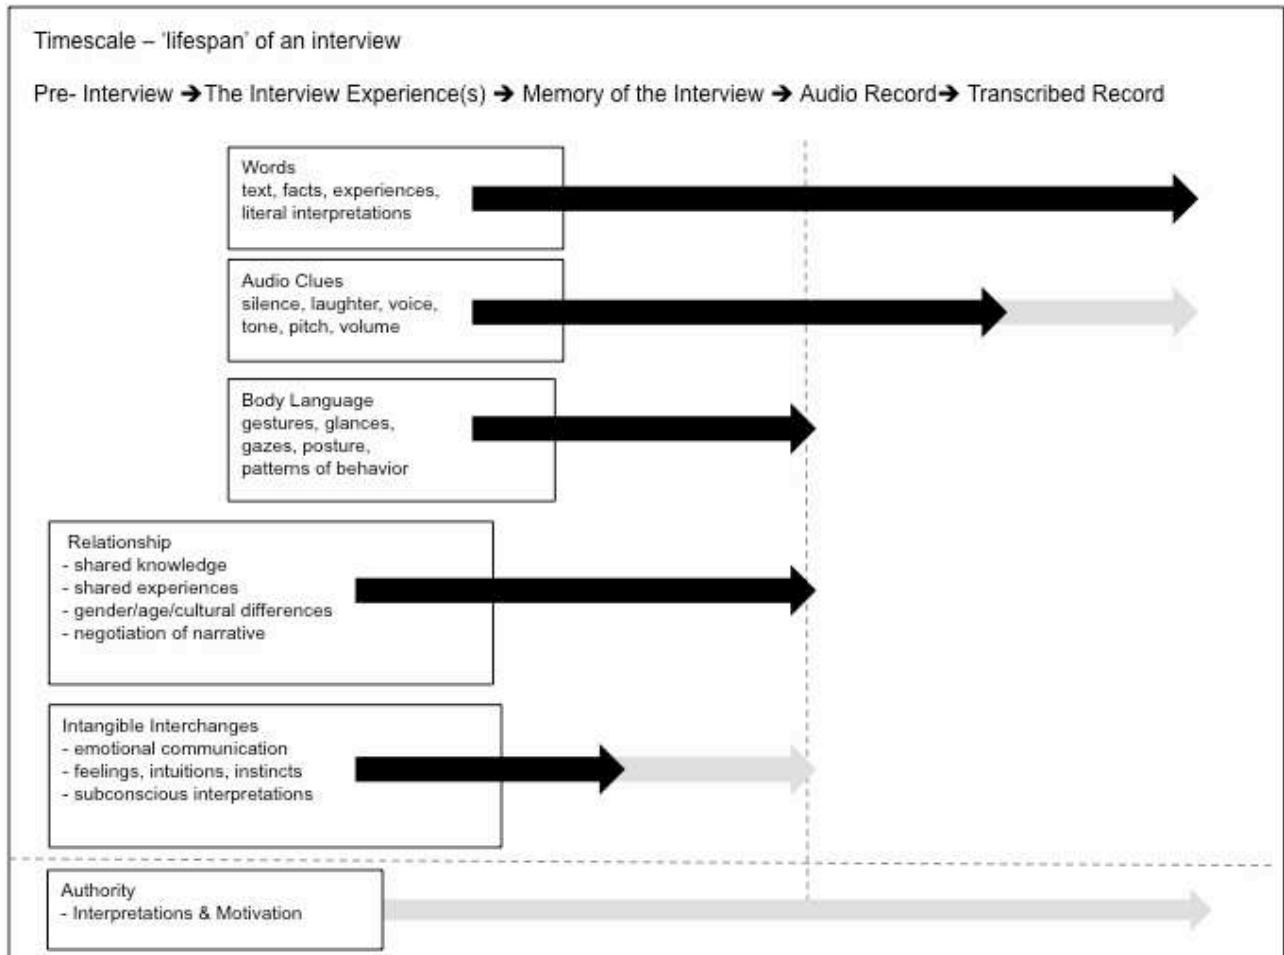 Timescale – ‘lifespan’ of an interview
Pre- Interview ➔The Interview Experience(s) ➔ Memory of the Interview ➔ Audio Record➔ Transcribed Record
Words
text, facts, experiences,
literal interpretations
Audio Clues
silence, laughter, voice,
tone, pitch, volume
Body Language
gestures, glances,
gazes, posture,
patterns of behavior
Relationship
- shared knowledge
- shared experiences
- gender/age/cultural differences
- negotiation of narrative
Intangible Interchanges
- emotional communication
- feelings, intuitions, instincts
- subconscious interpretations
Authority
- Interpretations & Motivation